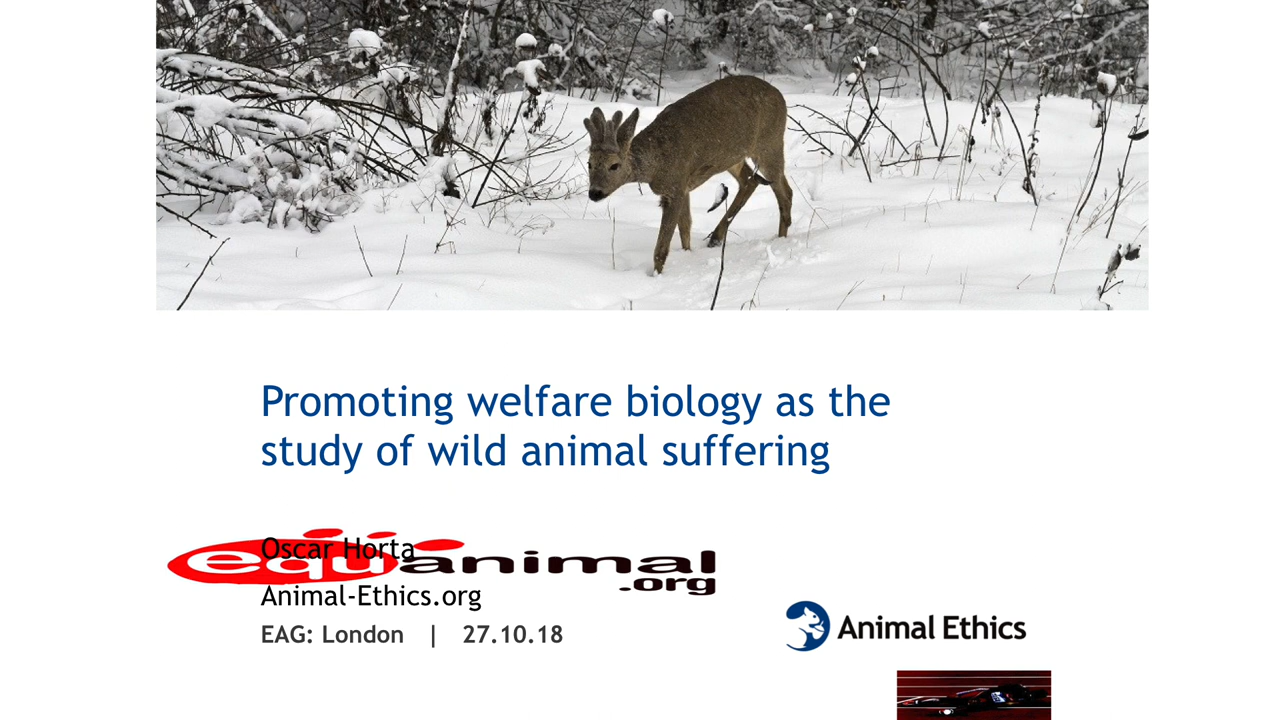 Promoting welfare biology as the
study of wild animal suffering
Oscar Horta
equanimal
.org
Animal-Ethics.org
EAG: London | 27.10.18
Animal Ethics